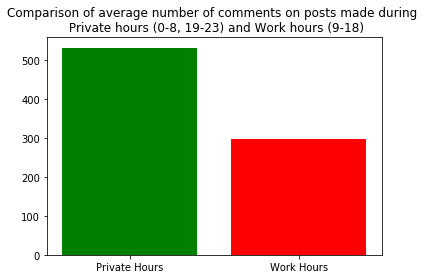 Comparison of average number of comments on posts made during
Private hours (0-8, 19-23) and Work hours (9-18)
500
400
300
200
100
0
Private Hours
Work Hours